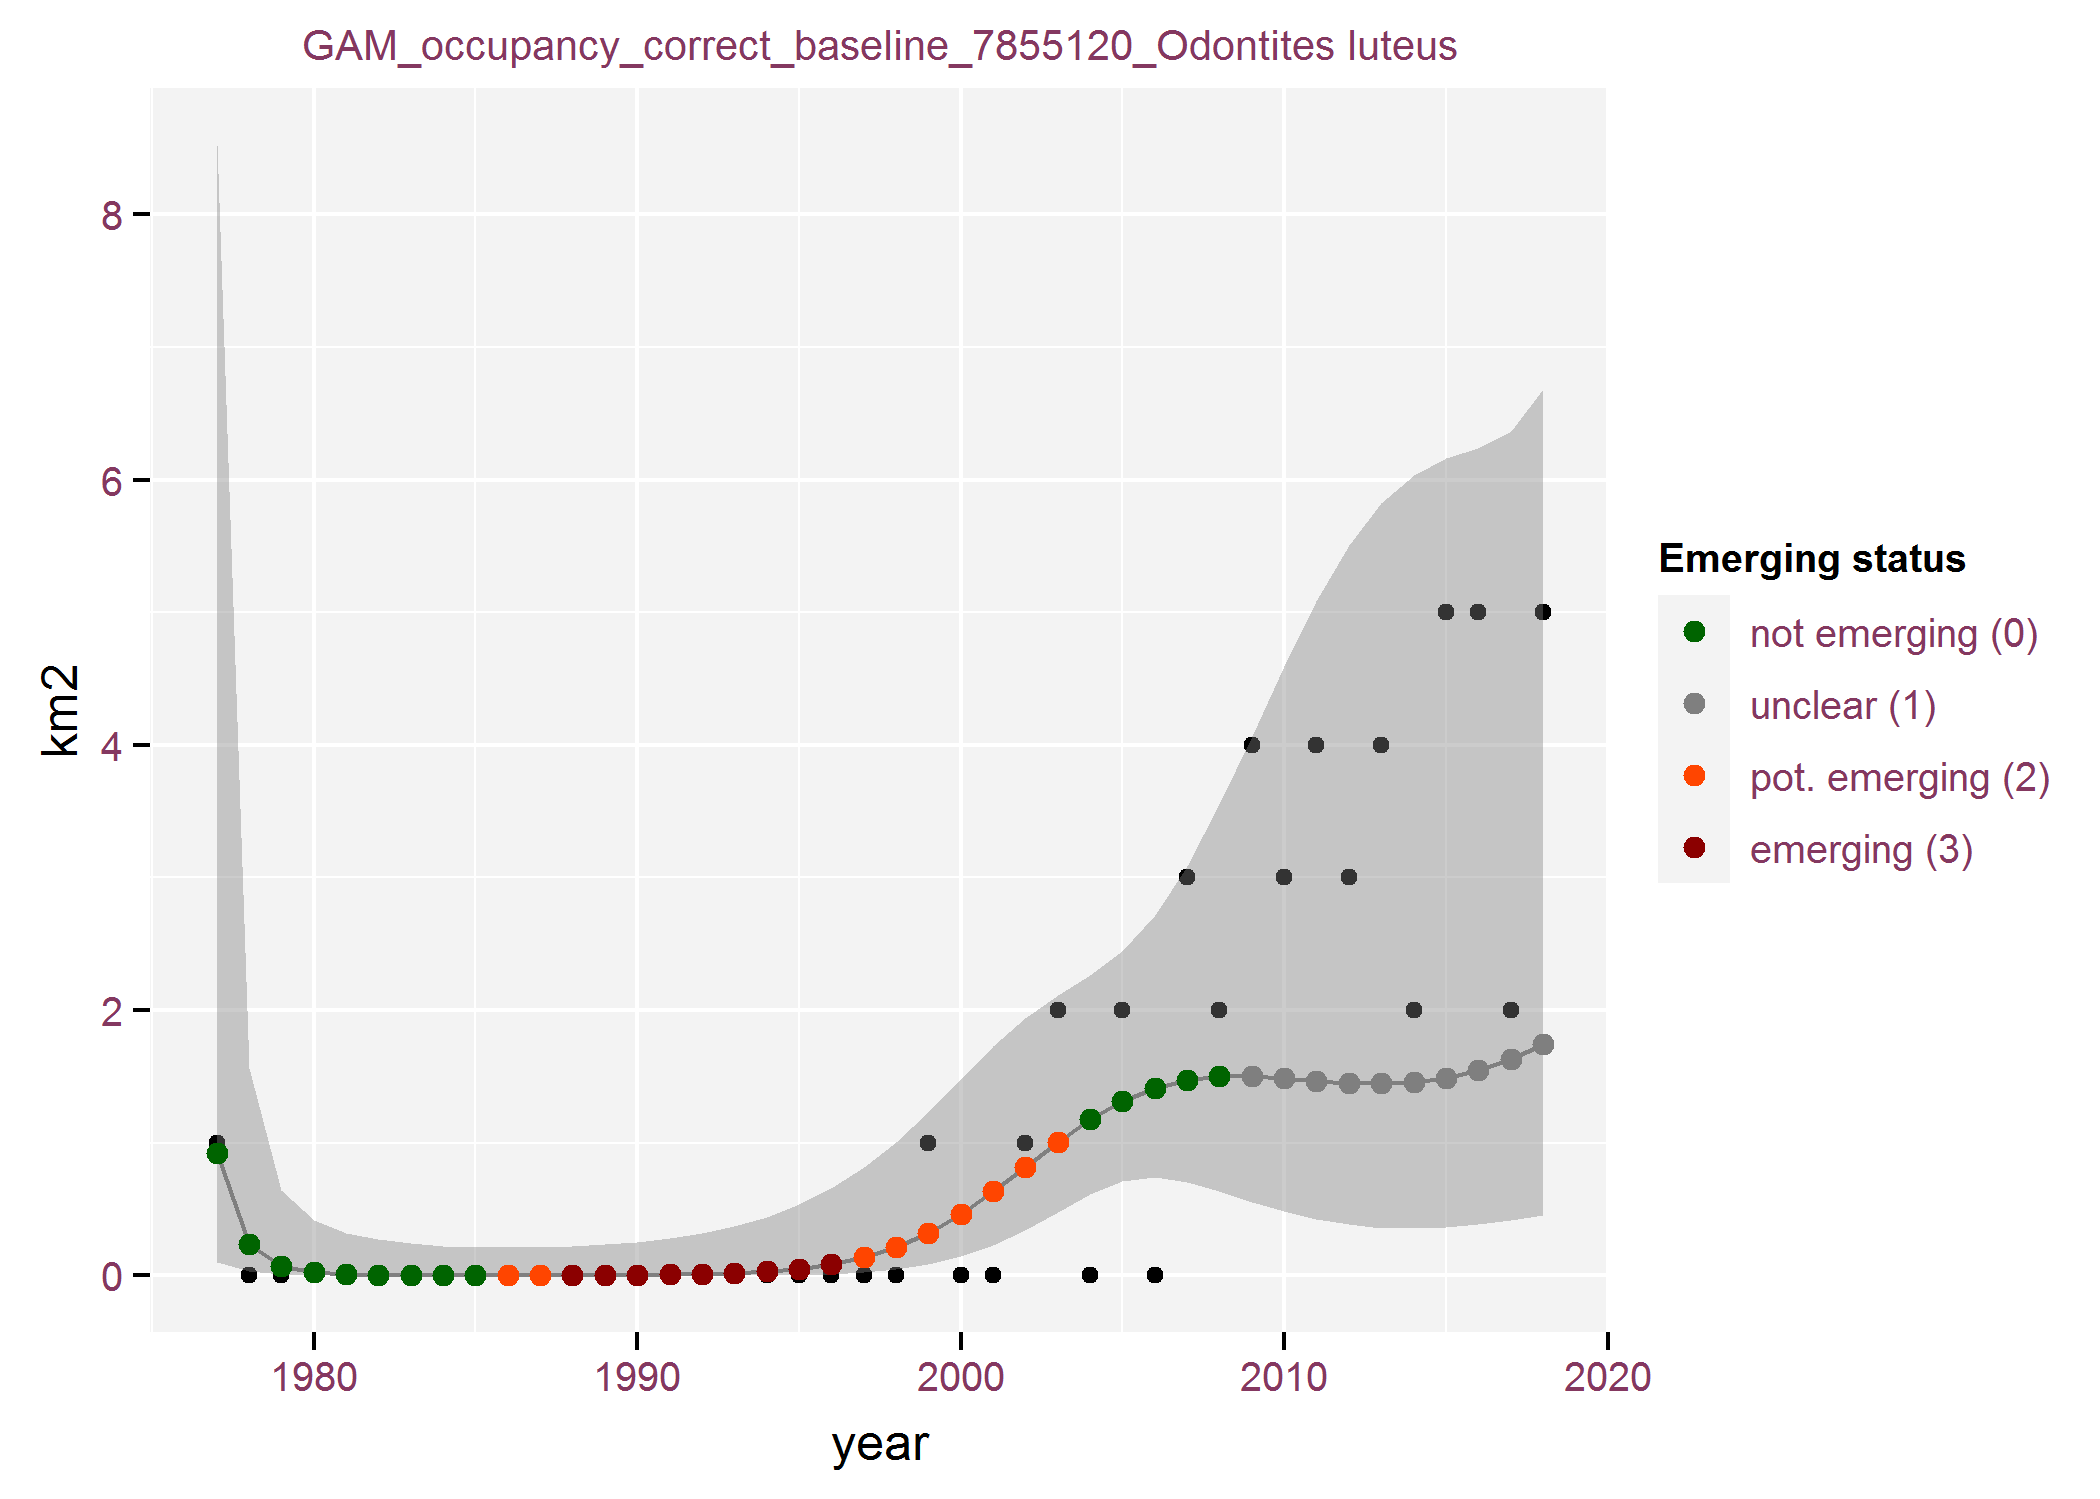 GAM_occupancy_correct_baseline_7855120_Odontites luteus
8
6
4
2
0
km2
1980
1990
2000
2010
2020
year
Emerging status
not emerging (0)
unclear (1)
pot. emerging (2)
emerging (3)